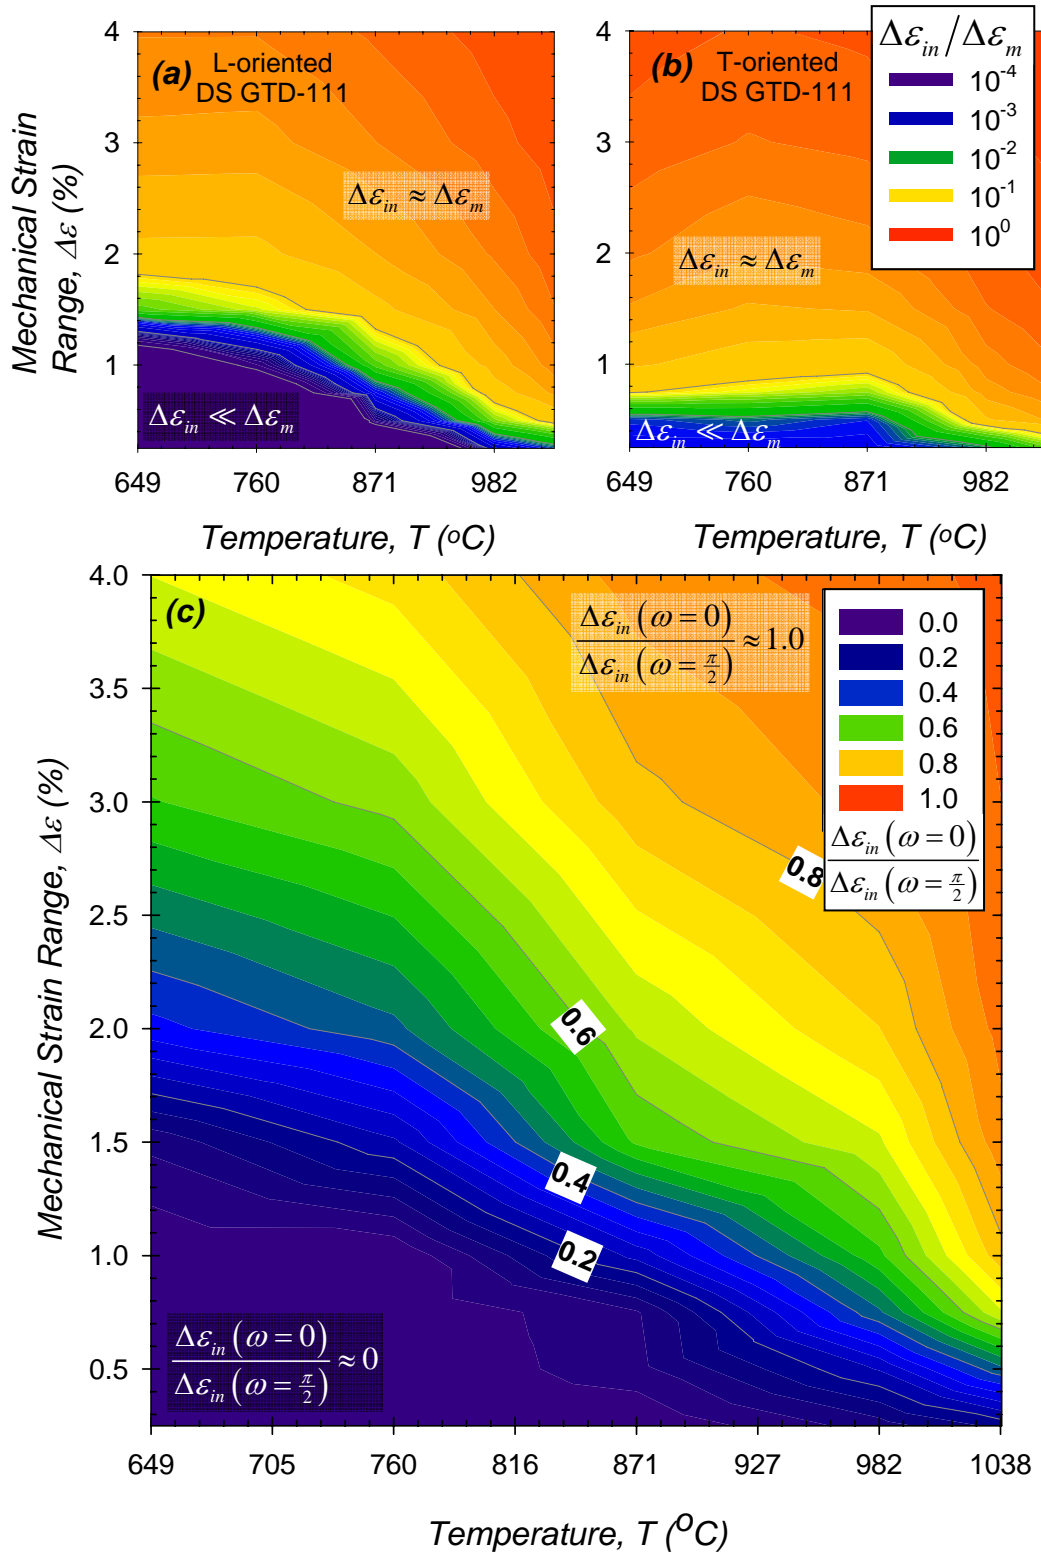 (a) L-oriented
DS GTD-111
Δε_in ≈ Δε_m
Δε_in ≪ Δε_m
4
3
2
1
Mechanical Strain
Range, Δε (%)
649 760 871 982
Temperature, T (oC)
(b) T-oriented
DS GTD-111
Δε_in ≈ Δε_m
Δε_in ≪ Δε_m
4
3
2
1
649 760 871 982
Temperature, T (oC)
Δε_in/Δε_m
10^-4
10^-3
10^-2
10^-1
10^0
(c)
Δε_in(ω=0)
Δε_in(ω=π/2) ≈1.0
0.0
0.2
0.4
0.6
0.8
1.0
Δε_in(ω=0)
Δε_in(ω=π/2)
0.8
0.6
0.4
0.2
Δε_in(ω=0)
Δε_in(ω=π/2) ≈0
4.0
3.5
3.0
2.5
2.0
1.5
1.0
0.5
Mechanical Strain Range, Δε (%)
649 705 760 816 871 927 982 1038
Temperature, T (°C)